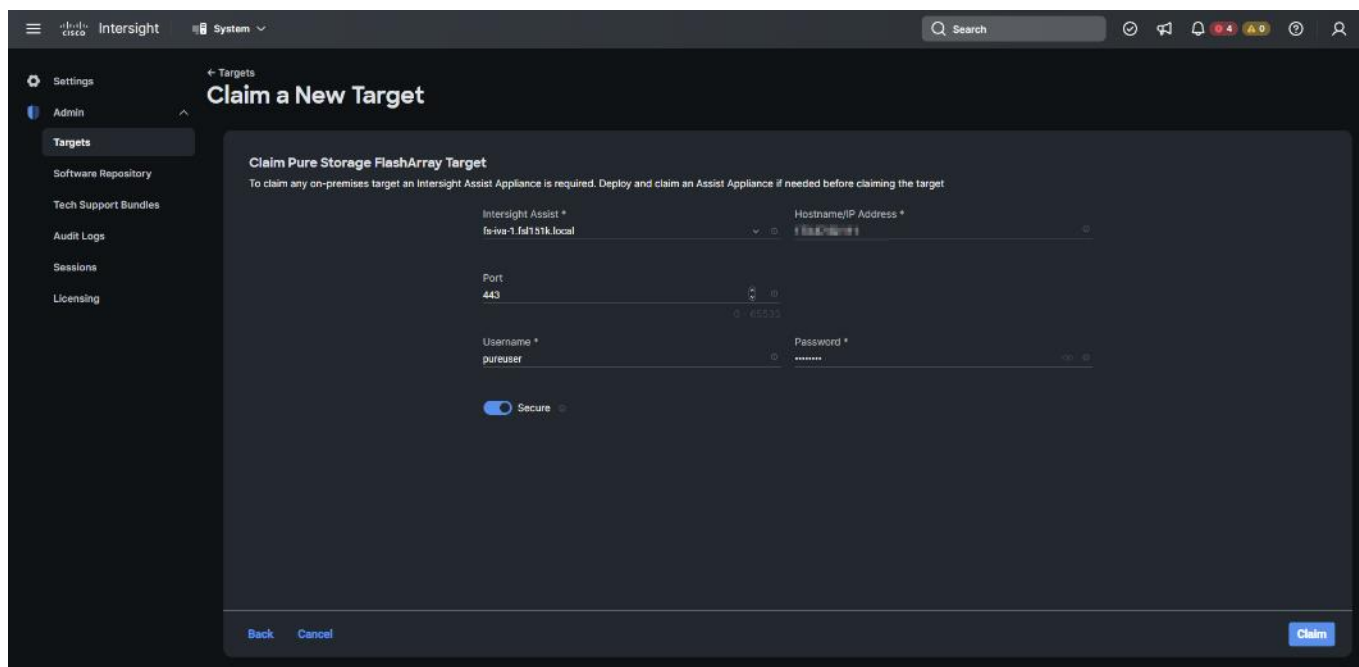 cisco Intersight System Search 4 0
Settings
Admin
Targets
Software Repository
Tech Support Bundles
Audit Logs
Sessions
Licensing
← Targets
Claim a New Target
Claim Pure Storage FlashArray Target
To claim any on-premises target an Intersight Assist Appliance is required. Deploy and claim an Assist Appliance if needed before claiming the target
Intersight Assist * Hostname/IP Address *
fs-iva-1.fsl151k.local
Port
443
0 - 65535
Username * Password *
pureuser ••••••••
Secure
Back Cancel Claim